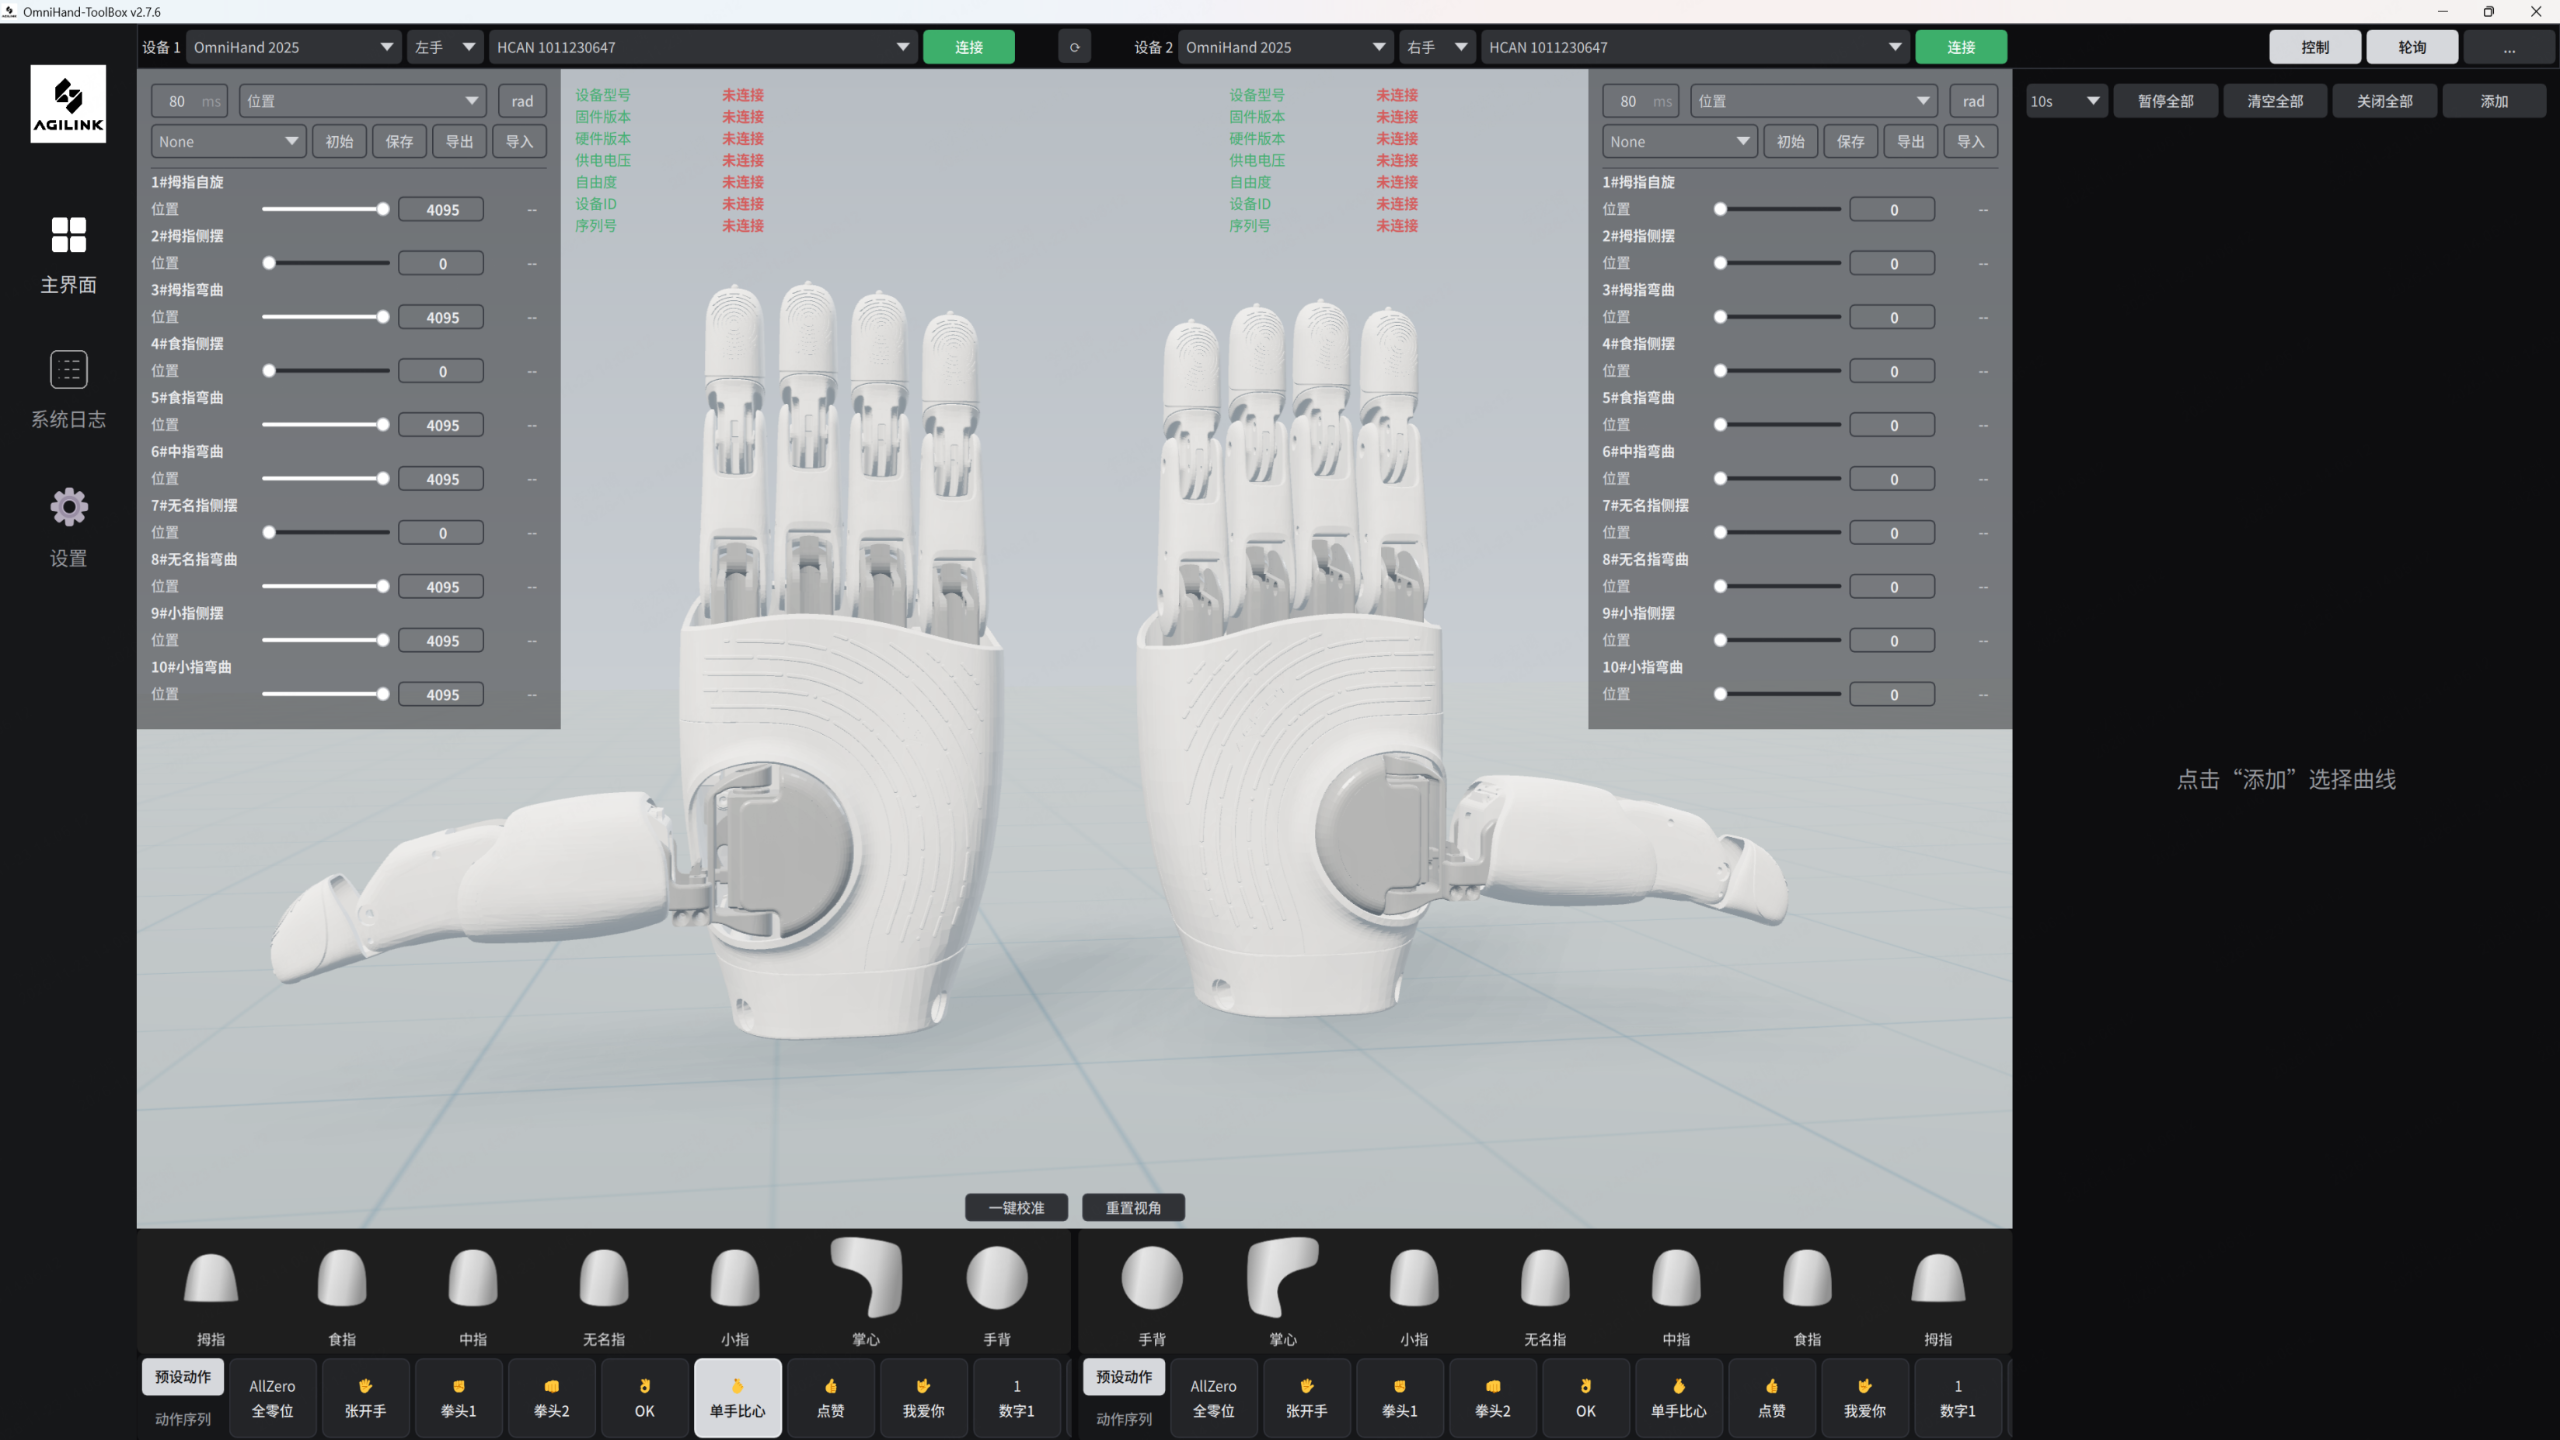 OmniHand-ToolBox v2.7.6
设备 1 OmniHand 2025 左手 HCAN 1011230647 连接 设备 2 OmniHand 2025 右手 HCAN 1011230647 连接 控制 轮询 ...
AGILINK
主界面
系统日志
设置
80 ms 位置 rad
None 初始 保存 导出 导入
1#拇指自旋
位置 4095 --
2#拇指侧摆
位置 0 --
3#拇指弯曲
位置 4095 --
4#食指侧摆
位置 0 --
5#食指弯曲
位置 4095 --
6#中指弯曲
位置 4095 --
7#无名指侧摆
位置 0 --
8#无名指弯曲
位置 4095 --
9#小指侧摆
位置 4095 --
10#小指弯曲
位置 4095 --
设备型号 未连接
固件版本 未连接
硬件版本 未连接
供电电压 未连接
自由度 未连接
设备ID 未连接
序列号 未连接
设备型号 未连接
固件版本 未连接
硬件版本 未连接
供电电压 未连接
自由度 未连接
设备ID 未连接
序列号 未连接
80 ms 位置 rad
None 初始 保存 导出 导入
1#拇指自旋
位置 0 --
2#拇指侧摆
位置 0 --
3#拇指弯曲
位置 0 --
4#食指侧摆
位置 0 --
5#食指弯曲
位置 0 --
6#中指弯曲
位置 0 --
7#无名指侧摆
位置 0 --
8#无名指弯曲
位置 0 --
9#小指侧摆
位置 0 --
10#小指弯曲
位置 0 --
10s 暂停全部 清空全部 关闭全部 添加
点击“添加”选择曲线
一键校准 重置视角
拇指 食指 中指 无名指 小指 掌心 手背
手背 掌心 小指 无名指 中指 食指 拇指
预设动作
动作序列
AllZero 1
全零位 张开手 拳头1 拳头2 OK 单手比心 点赞 我爱你 数字1
预设动作
动作序列
AllZero 1
全零位 张开手 拳头1 拳头2 OK 单手比心 点赞 我爱你 数字1